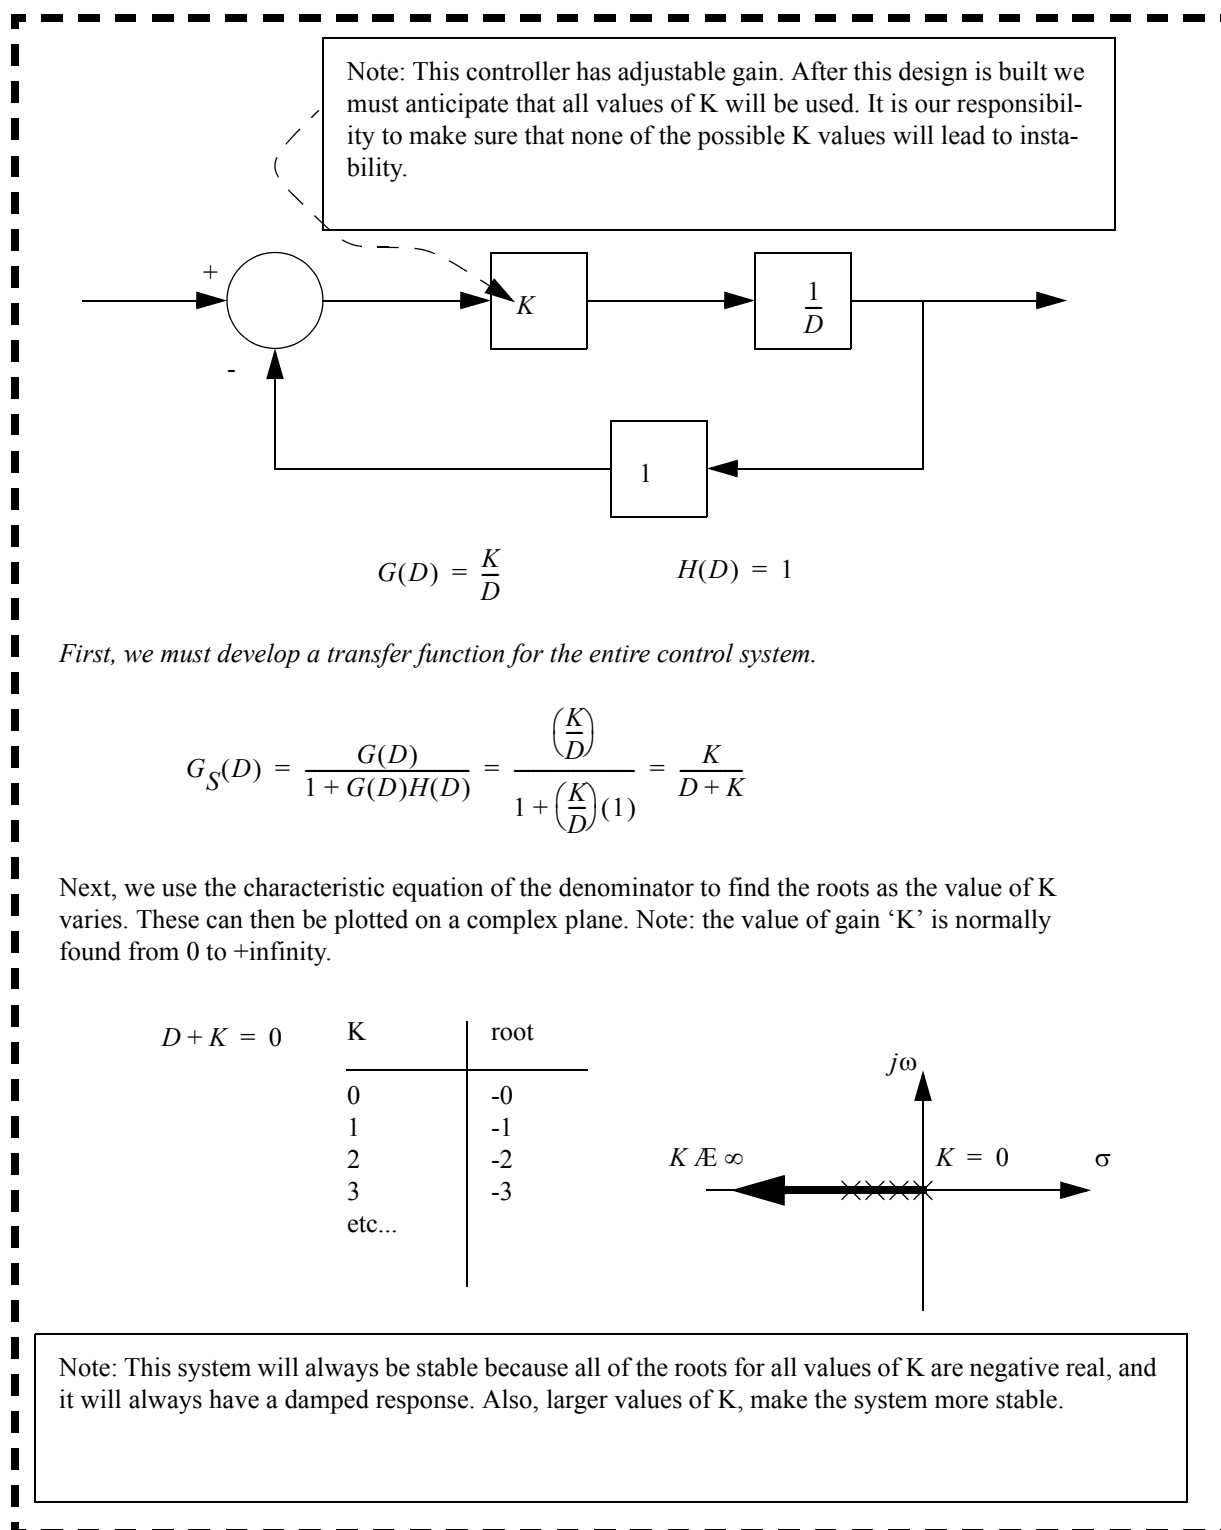 Note: This controller has adjustable gain. After this design is built we
must anticipate that all values of K will be used. It is our responsibil-
ity to make sure that none of the possible K values will lead to insta-
bility.
+
K
1/D
-
1
G(D) = K/D
H(D) = 1
First, we must develop a transfer function for the entire control system.
G_S(D) = G(D)/(1 + G(D)H(D)) = (K/D)/(1 + (K/D)(1)) = K/(D + K)
Next, we use the characteristic equation of the denominator to find the roots as the value of K
varies. These can then be plotted on a complex plane. Note: the value of gain ‘K’ is normally
found from 0 to +infinity.
D + K = 0
K root
0 -0
1 -1
2 -2
3 -3
etc...
jω
K Æ ∞
K = 0
σ
Note: This system will always be stable because all of the roots for all values of K are negative real, and
it will always have a damped response. Also, larger values of K, make the system more stable.